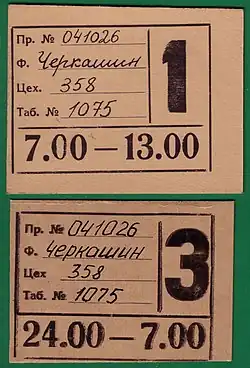 Пр. № 041026
Ф. Черкашин
Цех. 358
Таб. № 1075
1
7.00 – 13.00
Пр. № 041026
Ф. Черкашин
Цех 358
Таб. № 1075
3
24.00 – 7.00